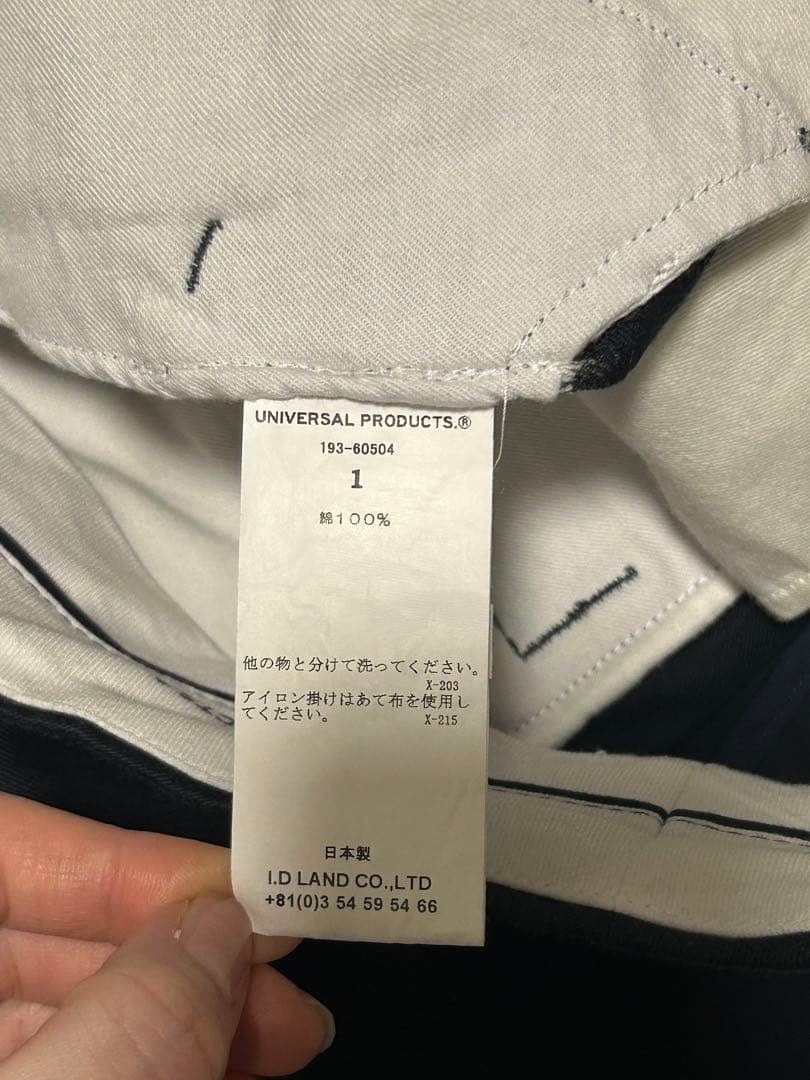 UNIVERSAL PRODUCTS.®
193-60504
1
綿100%
他の物と分けて洗ってください。
X-203
アイロン掛けはあて布を使用し
てください。
X-215
日本製
I.D LAND CO.,LTD
+81(0)3 54 59 54 66